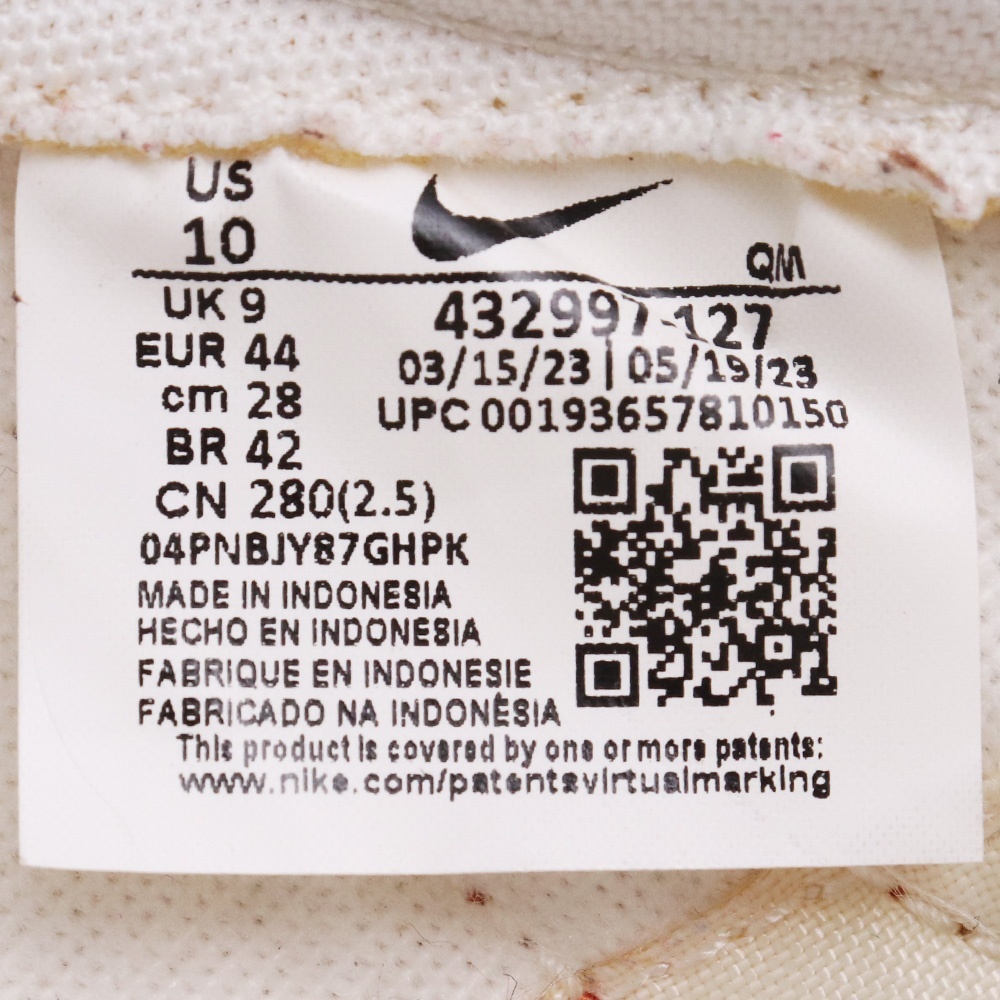 US
10
QM
UK 9
EUR 44
cm 28
BR 42
CN 280(2.5)
432997-127
03/15/23 | 05/19/23
UPC 00193657810150
04PNBJY87GHPK
MADE IN INDONESIA
HECHO EN INDONESIA
FABRIQUE EN INDONESIE
FABRICADO NA INDONÉSIA
This product is covered by one or more patents:
www.nike.com/patentsvirtualmarking